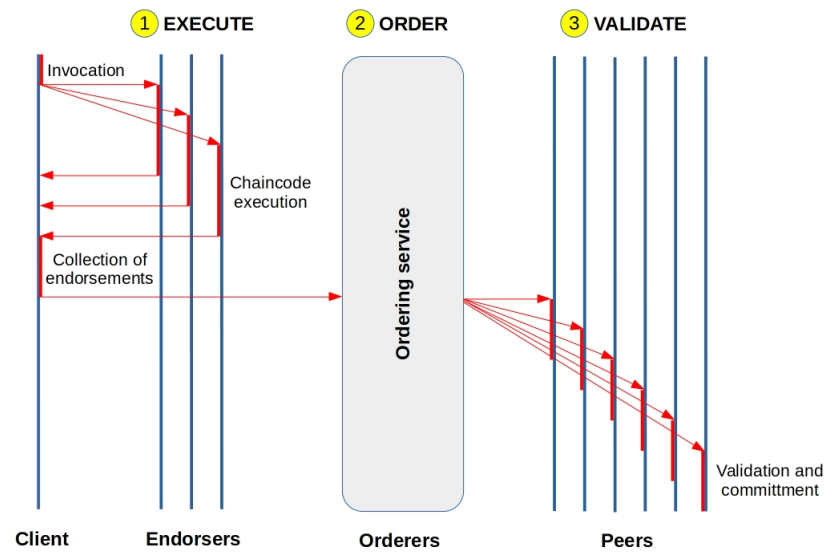 1 EXECUTE
2 ORDER
3 VALIDATE
Invocation
Chaincode
execution
Collection of
endorsements
Ordering service
Validation and
committment
Client
Endorsers
Orderers
Peers